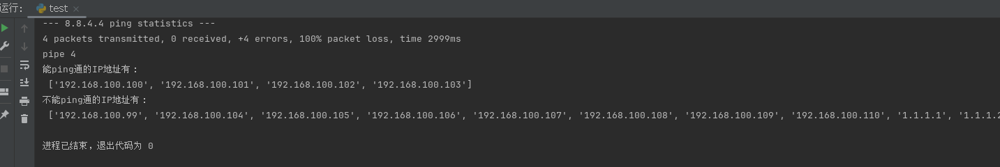 运行: test
--- 8.8.4.4 ping statistics ---
4 packets transmitted, 0 received, +4 errors, 100% packet loss, time 2999ms
pipe 4
能ping通的IP地址有：
['192.168.100.100', '192.168.100.101', '192.168.100.102', '192.168.100.103']
不能ping通的IP地址有：
['192.168.100.99', '192.168.100.104', '192.168.100.105', '192.168.100.106', '192.168.100.107', '192.168.100.108', '192.168.100.109', '192.168.100.110', '1.1.1.1', '1.1.1.2
进程已结束，退出代码为 0